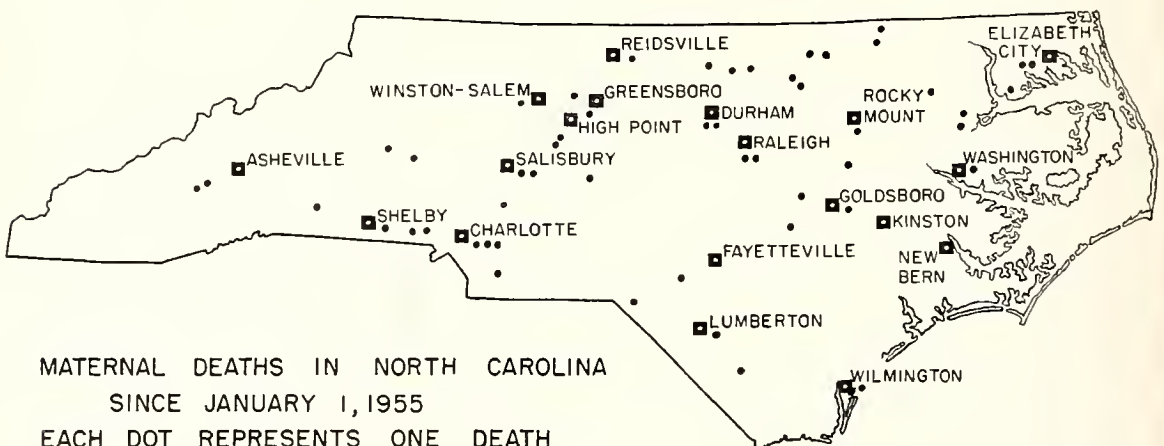 REIDSVILLE
ELIZABETH
CITY
WINSTON-SALEM
GREENSBORO
HIGH POINT
DURHAM
ROCKY
MOUNT
RALEIGH
ASHEVILLE
SALISBURY
WASHINGTON
GOLDSBORO
SHELBY
CHARLOTTE
KINSTON
FAYETTEVILLE
NEW
BERN
LUMBERTON
WILMINGTON
MATERNAL DEATHS IN NORTH CAROLINA
SINCE JANUARY 1, 1955
EACH DOT REPRESENTS ONE DEATH